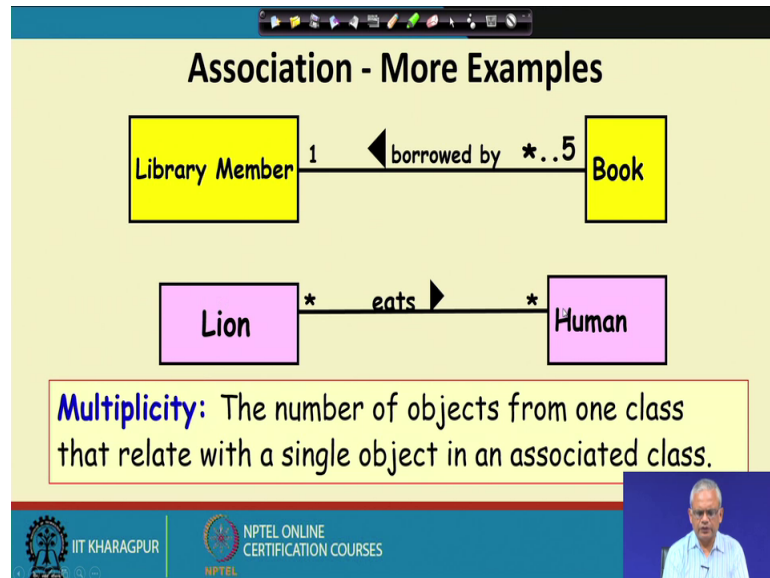 Association - More Examples
Library Member 1 borrowed by *..5 Book
Lion * eats * Human
Multiplicity: The number of objects from one class
that relate with a single object in an associated class.
IIT KHARAGPUR
NPTEL
NPTEL ONLINE
CERTIFICATION COURSES